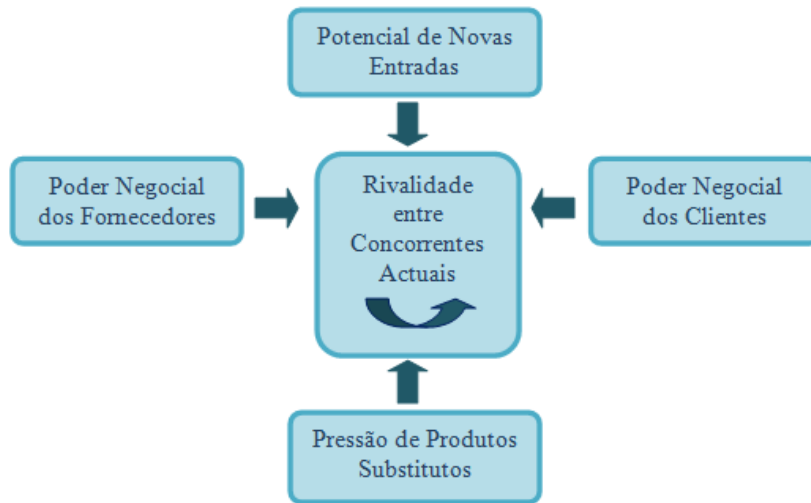 Potencial de Novas
Entradas
Poder Negocial
dos Fornecedores
Rivalidade
entre
Concorrentes
Actuais
Poder Negocial
dos Clientes
Pressão de Produtos
Substitutos